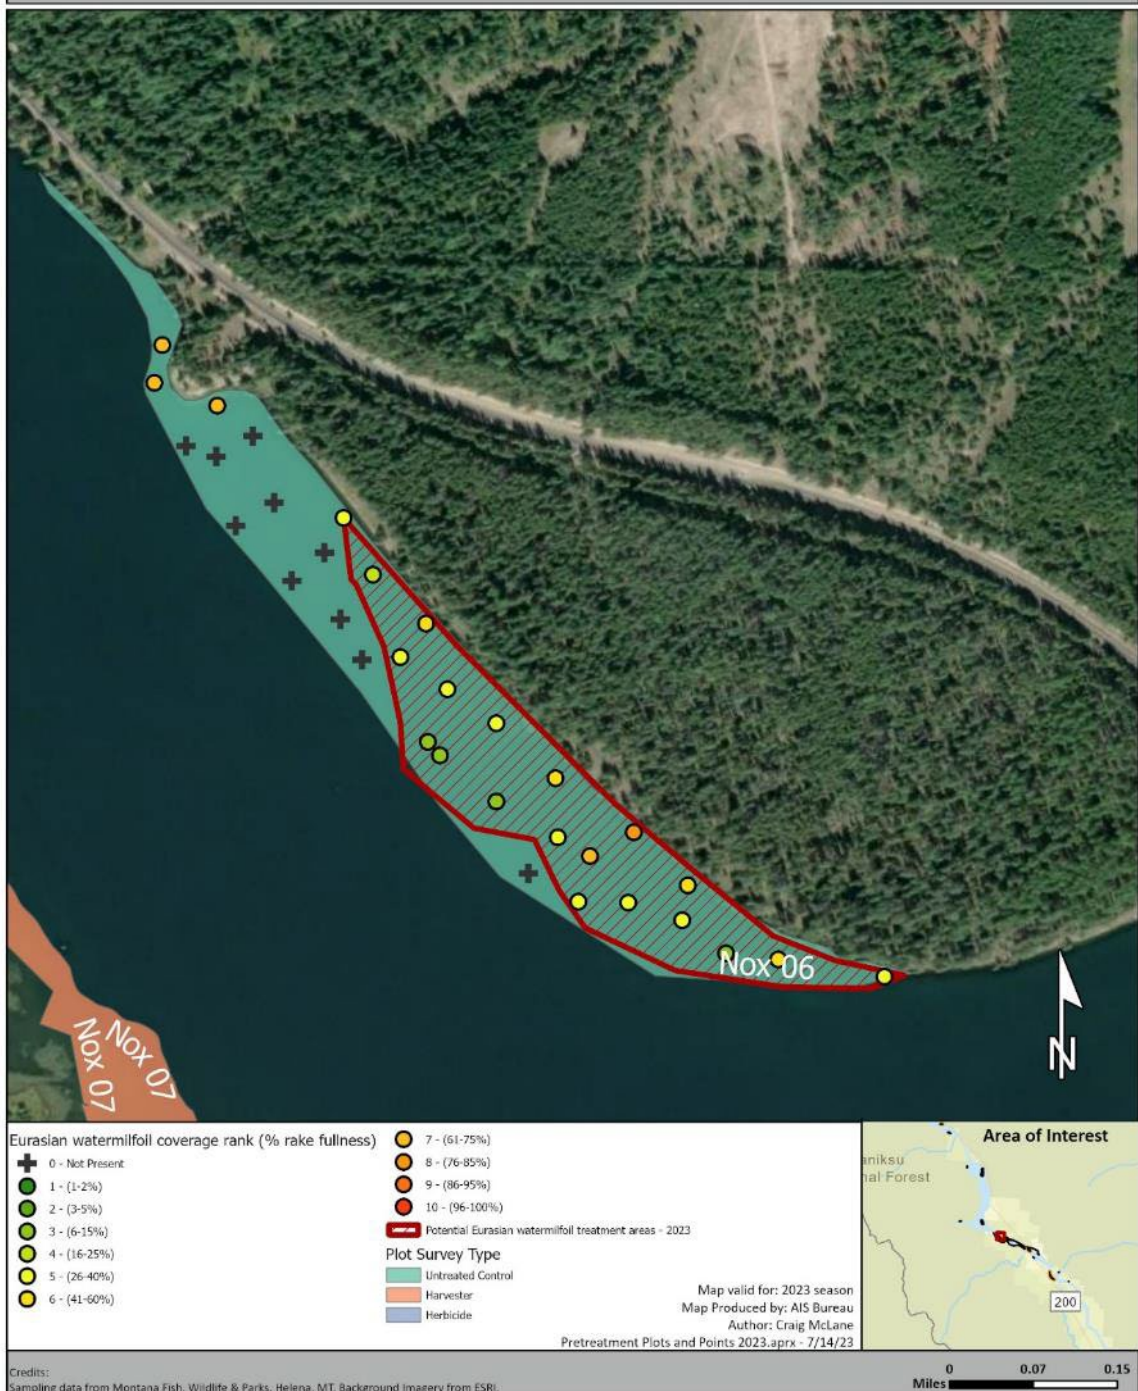 Nox 06
Nox 07
Nox 07
N
Eurasian watermilfoil coverage rank (% rake fullness)
0 - Not Present
1 - (1-2%)
2 - (3-5%)
3 - (6-15%)
4 - (16-25%)
5 - (26-40%)
6 - (41-60%)
7 - (61-75%)
8 - (76-85%)
9 - (86-95%)
10 - (96-100%)
Potential Eurasian watermilfoil treatment areas - 2023
Plot Survey Type
Untreated Control
Harvester
Herbicide
Map valid for: 2023 season
Map Produced by: AIS Bureau
Author: Craig McLane
Pretreatment Plots and Points 2023.aprx - 7/14/23
Area of Interest
aniksu
nal Forest
200
Credits:
Sampling data from Montana Fish, Wildlife & Parks, Helena, MT. Background Imagery from ESRI.
0 0.07 0.15
Miles